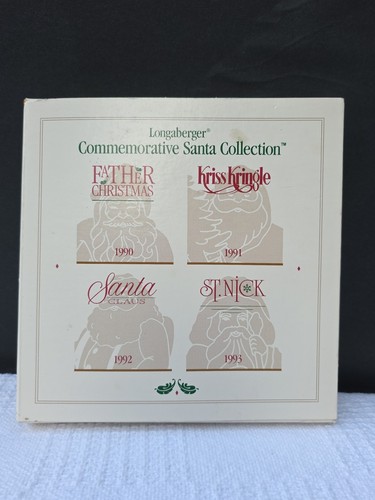 Longaberger®
Commemorative Santa Collection™
FATHER
CHRISTMAS
1990
Kriss Kringle
1991
Santa
CLAUS
1992
ST. NICK
1993